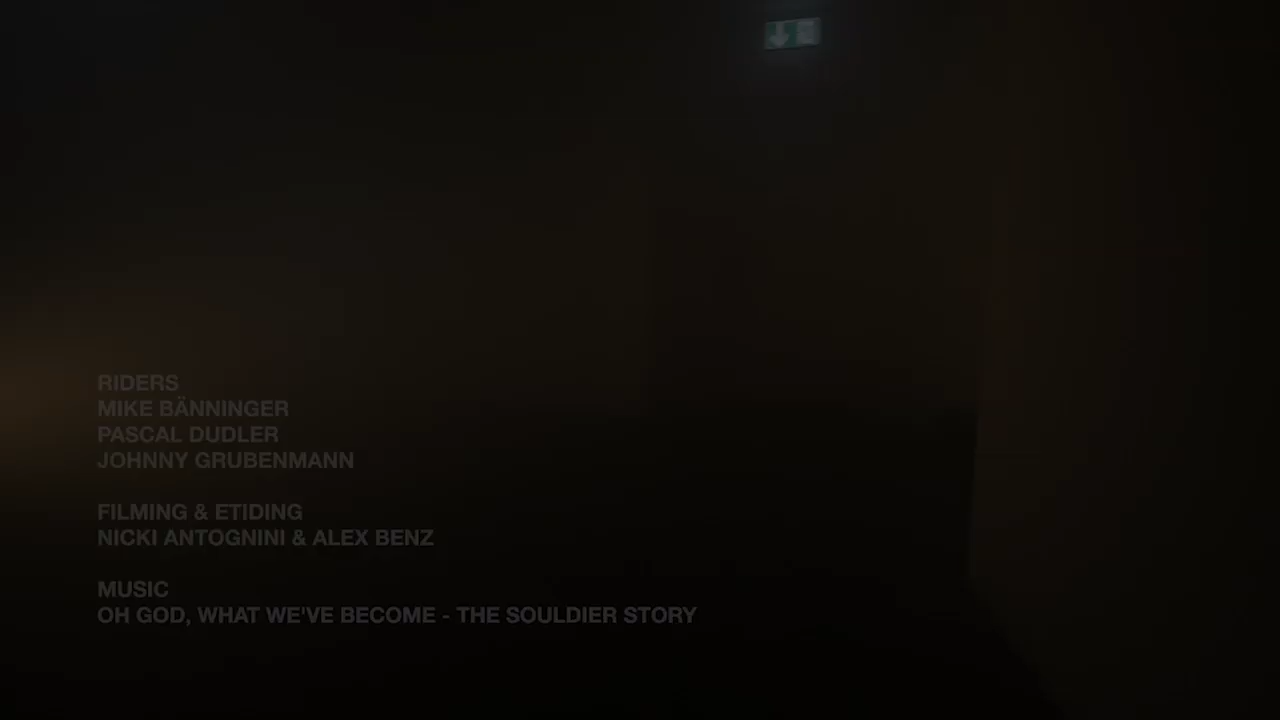 RIDERS
MIKE BÄNNINGER
PASCAL DUDLER
JOHNNY GRUBENMANN
FILMING & ETIDING
NICKI ANTOGNINI & ALEX BENZ
MUSIC
OH GOD, WHAT WE'VE BECOME - THE SOULDIER STORY